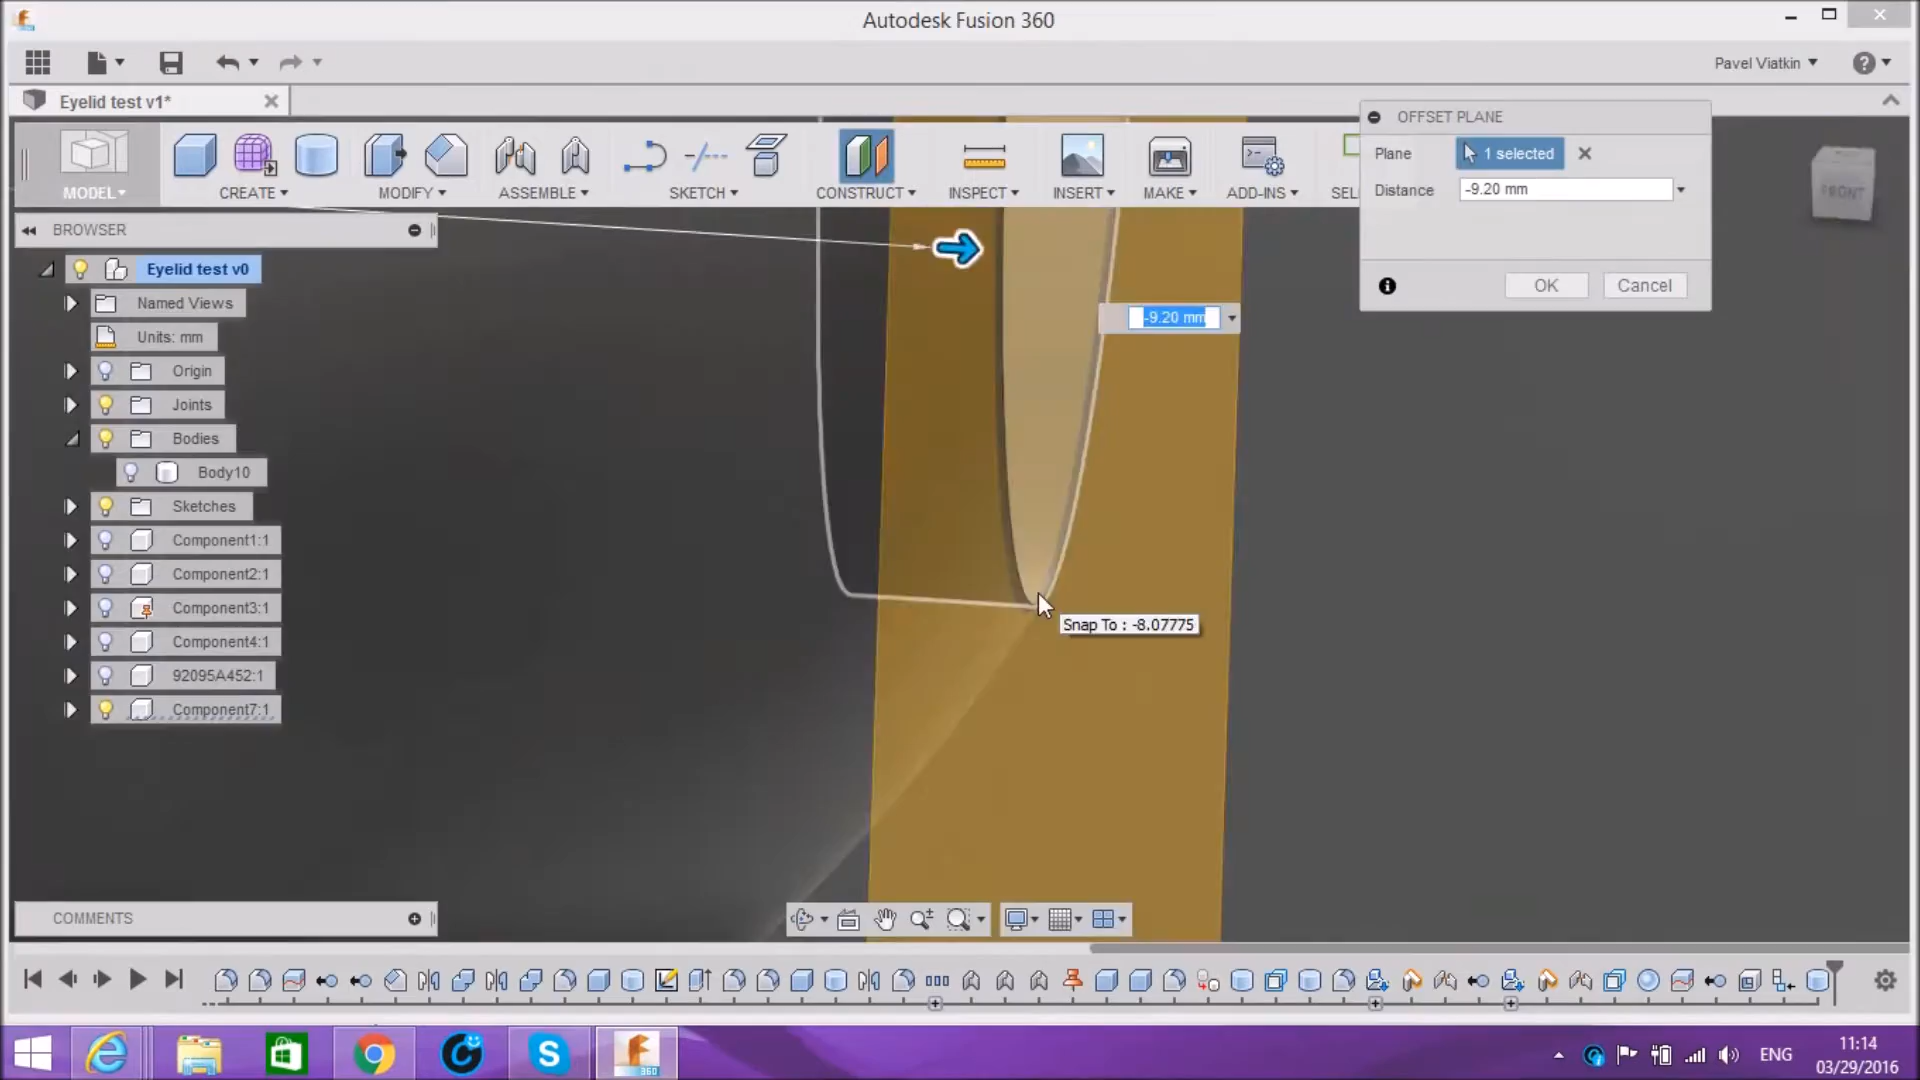 Autodesk Fusion 360
Pavel Viatkin
?
Eyelid test v1*
OFFSET PLANE
Plane
1 selected
Distance
-9.20 mm
OK
Cancel
FRONT
MODEL
CREATE
MODIFY
ASSEMBLE
SKETCH
CONSTRUCT
INSPECT
INSERT
MAKE
ADD-INS
SEL
BROWSER
-9.20 mm
Eyelid test v0
Named Views
Units: mm
Origin
Joints
Bodies
Body10
Sketches
Component1:1
Component2:1
Component3:1
Component4:1
92095A452:1
Component7:1
Snap To : -8.07775
COMMENTS
360
ENG
11:14
03/29/2016